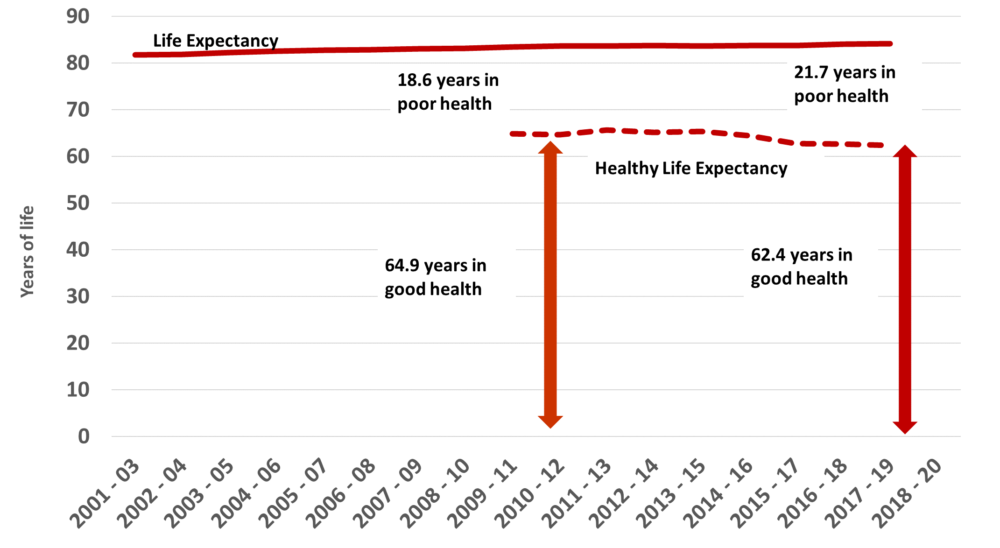 90
Life Expectancy
80
18.6 years in
poor health
21.7 years in
poor health
70
60
Healthy Life Expectancy
50
Years of life
40
64.9 years in
good health
62.4 years in
good health
30
20
10
0
2001 - 03
2002 - 04
2003 - 05
2004 - 06
2005 - 07
2006 - 08
2007 - 09
2008 - 10
2009 - 11
2010 - 12
2011 - 13
2012 - 14
2013 - 15
2014 - 16
2015 - 17
2016 - 18
2017 - 19
2018 - 20